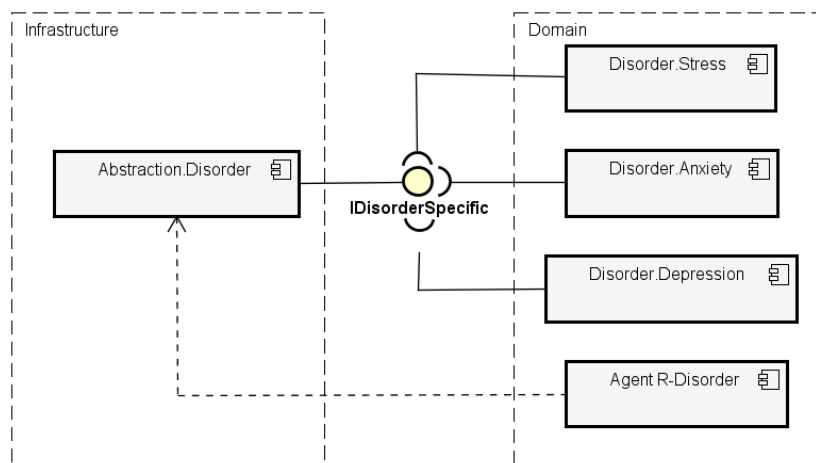 Infrastructure
Domain
Disorder.Stress
Abstraction.Disorder
Disorder.Anxiety
IDisorderSpecific
Disorder.Depression
Agent R-Disorder